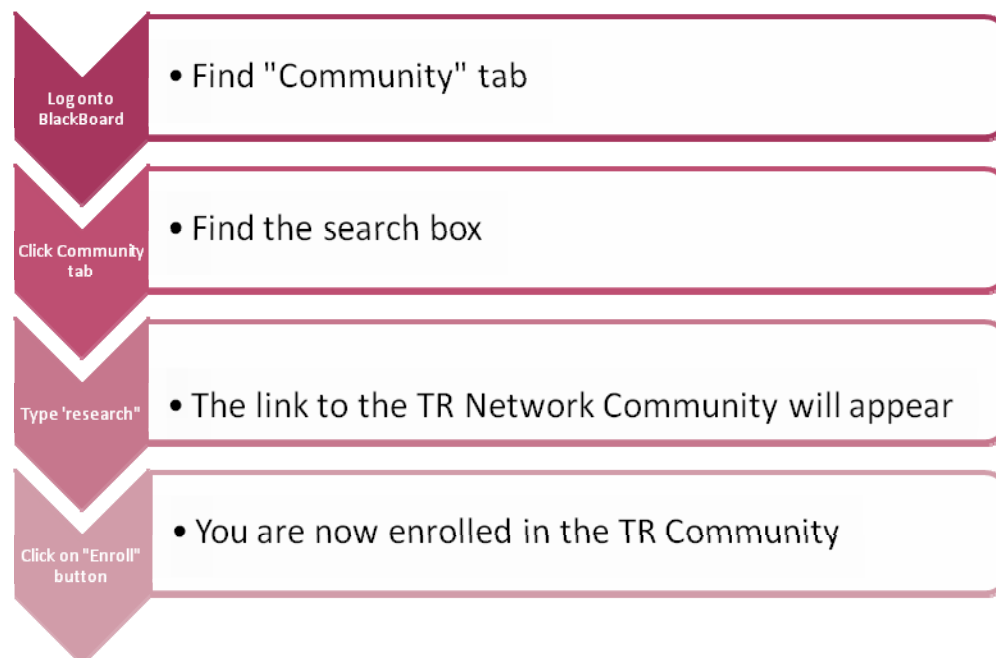 Log onto
BlackBoard
• Find "Community" tab
Click Community
tab
• Find the search box
Type 'research"
• The link to the TR Network Community will appear
Click on "Enroll"
button
• You are now enrolled in the TR Community